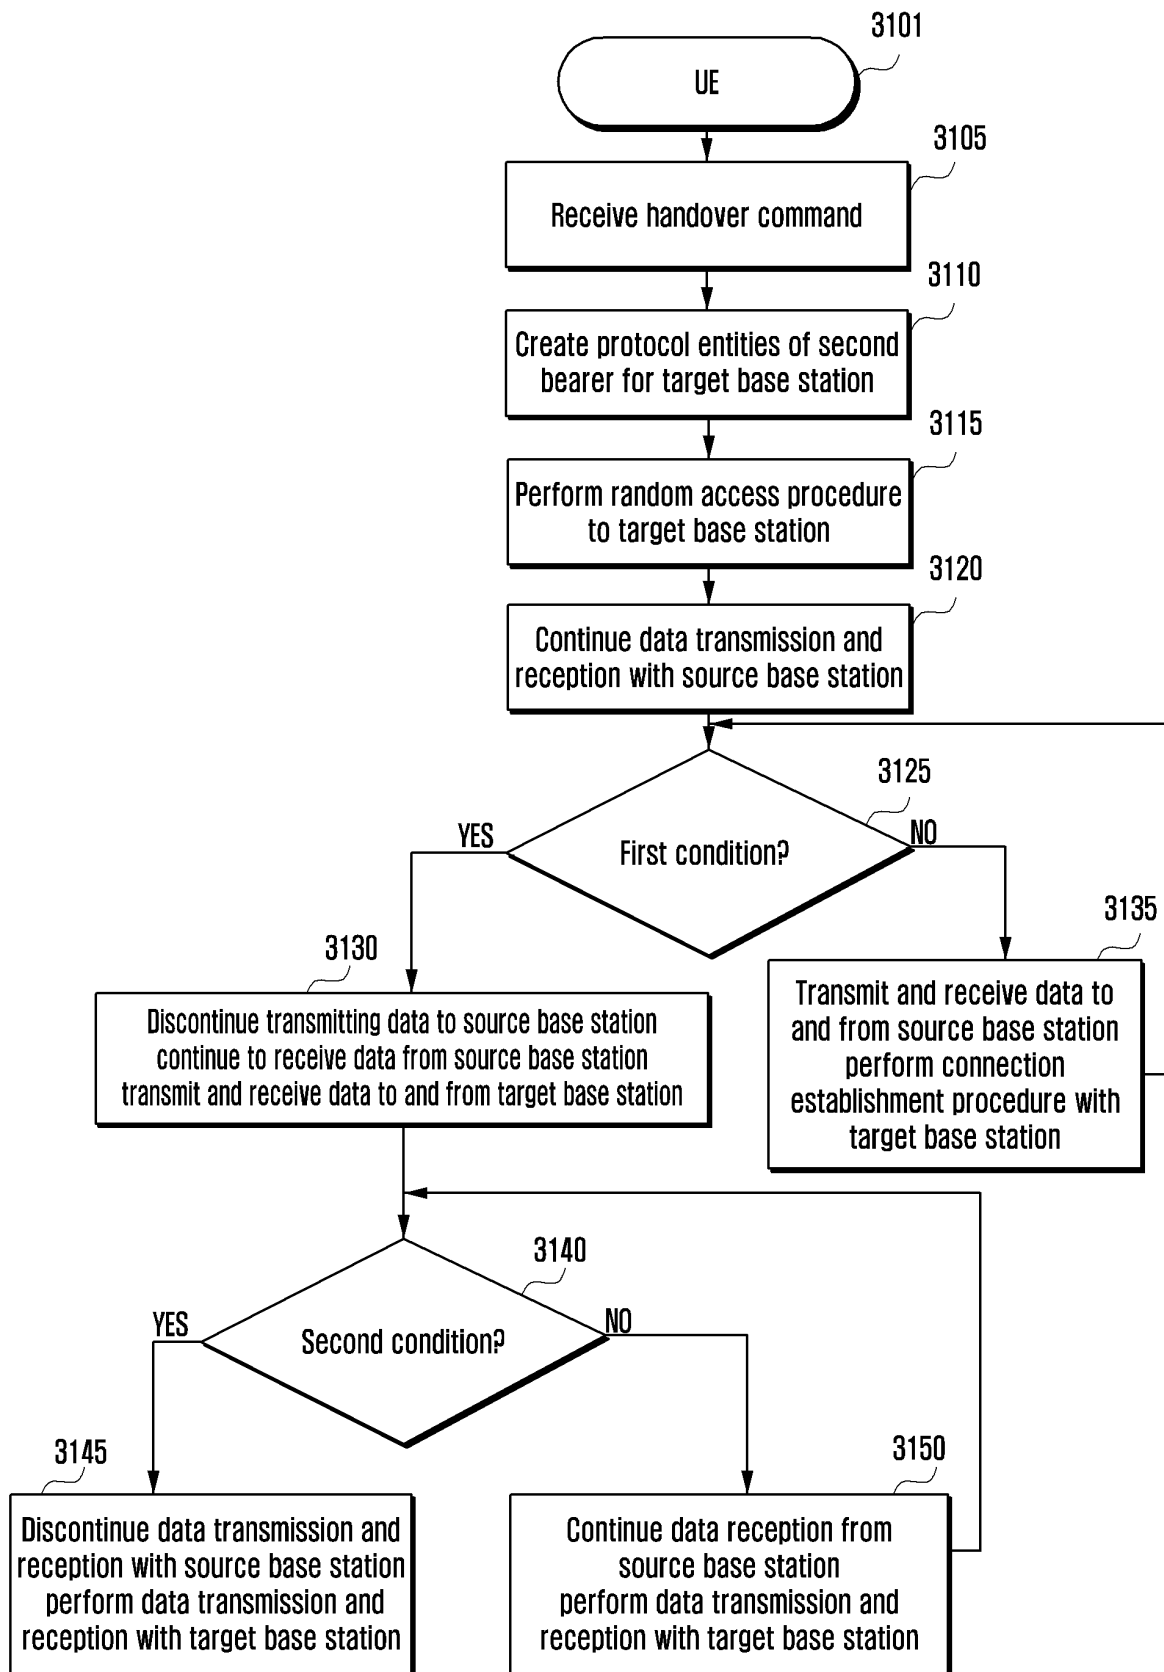 3101
UE
3105
Receive handover command
3110
Create protocol entities of second
bearer for target base station
3115
Perform random access procedure
to target base station
3120
Continue data transmission and
reception with source base station
3125
YES
NO
First condition?
3135
3130
Transmit and receive data to
and from source base station
perform connection
establishment procedure with
target base station
Discontinue transmitting data to source base station
continue to receive data from source base station
transmit and receive data to and from target base station
3140
YES
NO
Second condition?
3145
3150
Discontinue data transmission and
reception with source base station
perform data transmission and
reception with target base station
Continue data reception from
source base station
perform data transmission and
reception with target base station